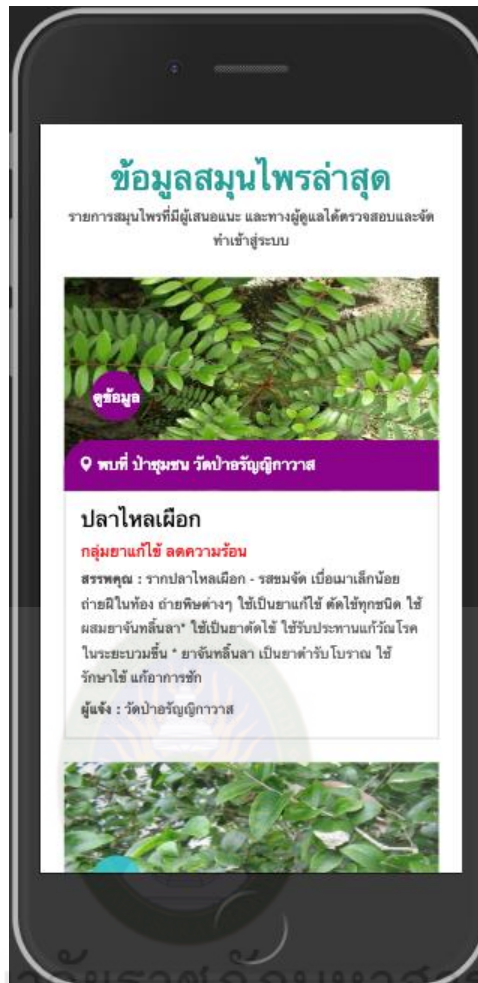 ข้อมูลสมุนไพรล่าสุด
รายการสมุนไพรที่มีผู้เสนอแนะ และทางผู้ดูแลได้ตรวจสอบและจัด
ทำเข้าสู่ระบบ
ดูข้อมูล
พบที่ ป่าชุมชน วัดป่าอรัญญิกาวาส
ปลาไหลเผือก
กลุ่มยาแก้ไข้ ลดความร้อน
สรรพคุณ : รากปลาไหลเผือก - รสขมจัด เบื่อเมาเล็กน้อย
ถ่ายฝีในท้อง ถ่ายพิษต่างๆ ใช้เป็นยาแก้ไข้ ตัดไข้ทุกชนิด ใช้
ผสมยาจันทลิ้นลา* ใช้เป็นยาตัดไข้ ใช้รับประทานแก้วัณโรค
ในระยะบวมขึ้น * ยาจันทลิ้นลา เป็นยาตำรับโบราณ ใช้
รักษาไข้ แก้อาการชัก
ผู้แจ้ง : วัดป่าอรัญญิกาวาส